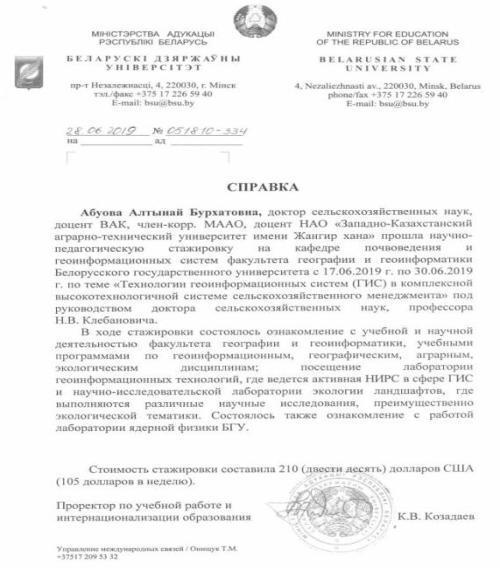 МІНІСТЭРСТВА АДУКАЦЫІ
РЭСПУБЛІКІ БЕЛАРУСЬ
БЕЛАРУСКІ ДЗЯРЖАЎНЫ
УНІВЕРСІТЭТ
пр-т Незалежнасці, 4, 220030, г. Мінск
тэл./факс +375 17 226 59 40
E-mail: bsu@bsu.by
MINISTRY FOR EDUCATION
OF THE REPUBLIC OF BELARUS
BELARUSIAN STATE
UNIVERSITY
4, Nezaliezhnasti av., 220030, Minsk, Belarus
phone/fax +375 17 226 59 40
E-mail: bsu@bsu.by
28.06.2019 № 051810-334
на ад
СПРАВКА
Абуова Алтынай Бурхатовна, доктор сельскохозяйственных наук,
доцент ВАК, член-корр. МААО, доцент НАО «Западно-Казахстанский
аграрно-технический университет имени Жангир хана» прошла научно-
педагогическую стажировку на кафедре почвоведения и
геоинформационных систем факультета географии и геоинформатики
Белорусского государственного университета с 17.06.2019 г. по 30.06.2019
г. по теме «Технологии геоинформационных систем (ГИС) в комплексной
высокотехнологичной системе сельскохозяйственного менеджмента» под
руководством доктора сельскохозяйственных наук, профессора
Н.В. Клебановича.
В ходе стажировки состоялось ознакомление с учебной и научной
деятельностью факультета географии и геоинформатики, учебными
программами по геоинформационным, географическим, аграрным,
экологическим дисциплинам; посещение лаборатории
геоинформационных технологий, где ведется активная НИРС в сфере ГИС
и научно-исследовательской лаборатории экологии ландшафтов, где
выполняются различные научные исследования, преимущественно
экологической тематики. Состоялось также ознакомление с работой
лаборатории ядерной физики БГУ.
Стоимость стажировки составила 210 (двести десять) долларов США
(105 долларов в неделю).
Проректор по учебной работе и
интернационализации образования
К.В. Козадаев
Управление международных связей / Онищук Т.М.
+37517 209 53 32